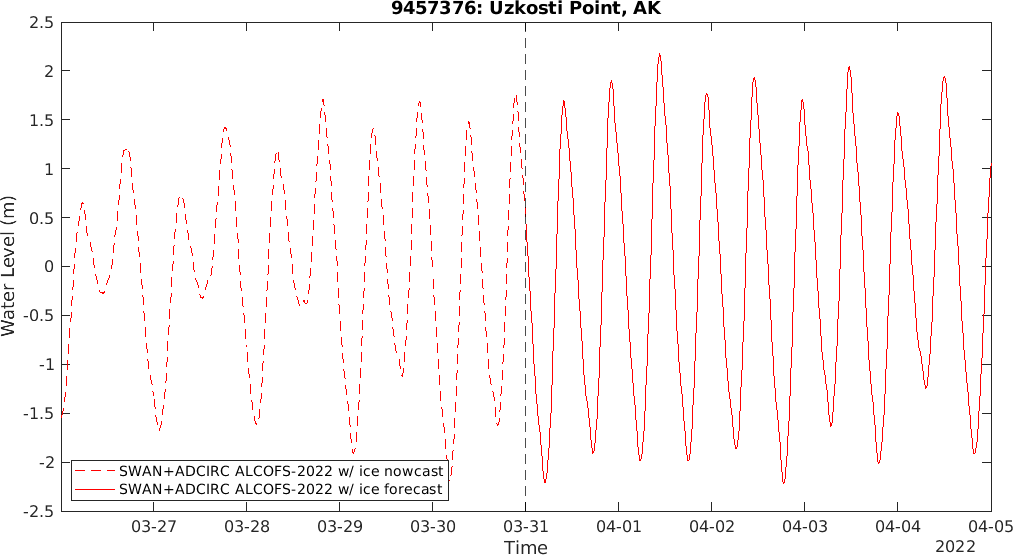 9457376: Uzkosti Point, AK
Water Level (m)
2.5
2
1.5
1
0.5
0
-0.5
-1
-1.5
-2
-2.5
SWAN+ADCIRC ALCOFS-2022 w/ ice nowcast
SWAN+ADCIRC ALCOFS-2022 w/ ice forecast
03-27 03-28 03-29 03-30 03-31 04-01 04-02 04-03 04-04 04-05
Time
2022